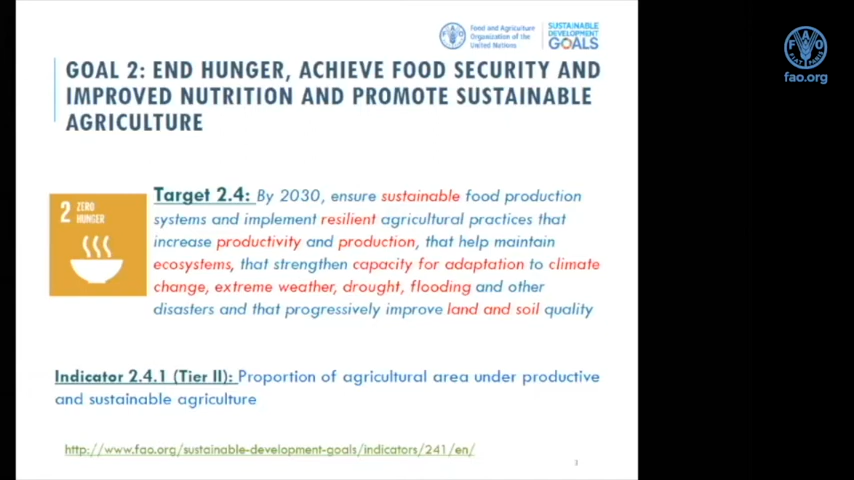 Food and Agriculture
Organization of the
United Nations
SUSTAINABLE
DEVELOPMENT
GOALS
FAO
FIAT PANIS
fao.org
GOAL 2: END HUNGER, ACHIEVE FOOD SECURITY AND
IMPROVED NUTRITION AND PROMOTE SUSTAINABLE
AGRICULTURE
2 ZERO
HUNGER
Target 2.4: By 2030, ensure sustainable food production
systems and implement resilient agricultural practices that
increase productivity and production, that help maintain
ecosystems, that strengthen capacity for adaptation to climate
change, extreme weather, drought, flooding and other
disasters and that progressively improve land and soil quality
Indicator 2.4.1 (Tier II): Proportion of agricultural area under productive
and sustainable agriculture
http://www.fao.org/sustainable-development-goals/indicators/241/en/
3